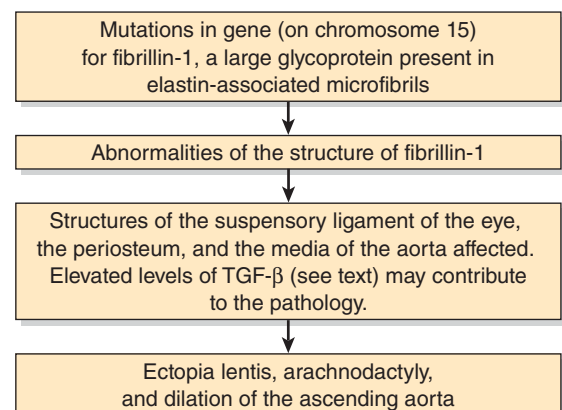 Mutations in gene (on chromosome 15)
for fibrillin-1, a large glycoprotein present in
elastin-associated microfibrils
Abnormalities of the structure of fibrillin-1
Structures of the suspensory ligament of the eye,
the periosteum, and the media of the aorta affected.
Elevated levels of TGF-β (see text) may contribute
to the pathology.
Ectopia lentis, arachnodactyly,
and dilation of the ascending aorta